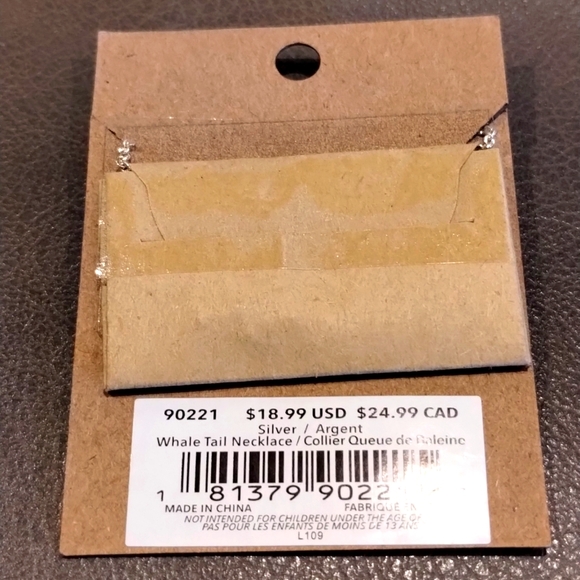 90221 $18.99 USD $24.99 CAD
Silver / Argent
Whale Tail Necklace / Collier Queue de Baleine
1 81379 9022
MADE IN CHINA FABRIQUÉ
NOT INTENDED FOR CHILDREN UNDER THE AGE
PAS POUR LES ENFANTS DE MOINS DE 13 ANS
L109